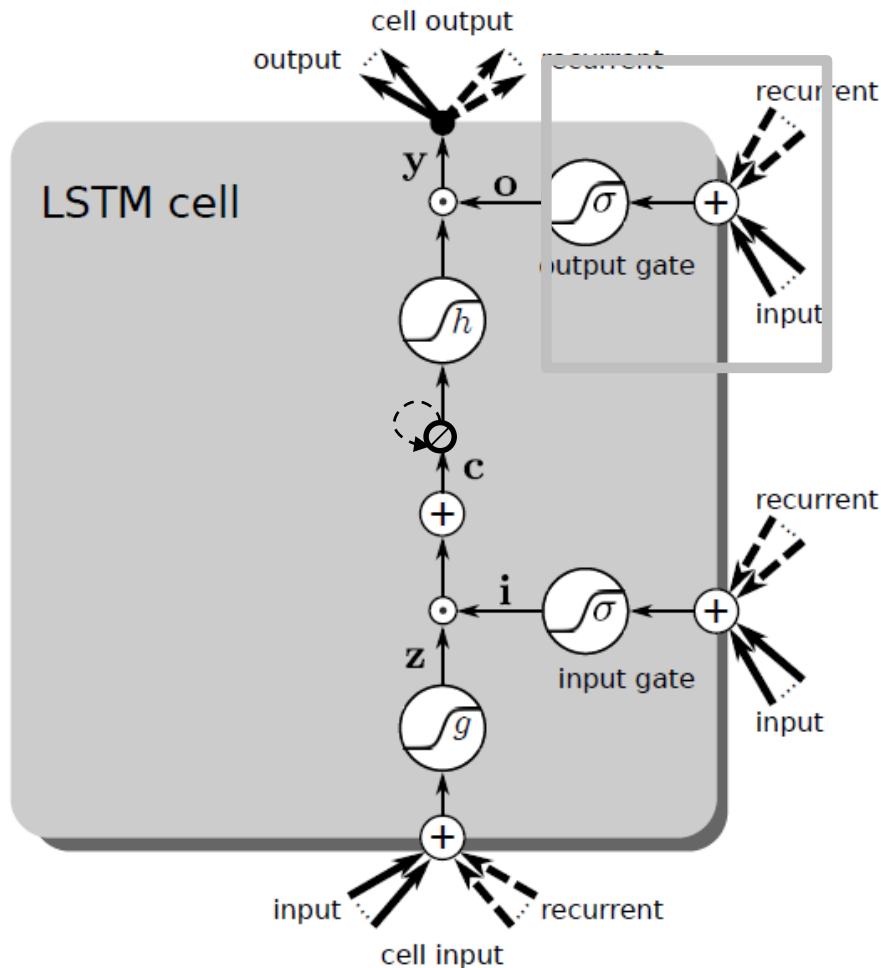 cell output
output
recurrent
recurrent
y
o
σ
+
LSTM cell
output gate
input
h
c
recurrent
+
i
σ
+
z
input gate
g
input
+
input
recurrent
cell input